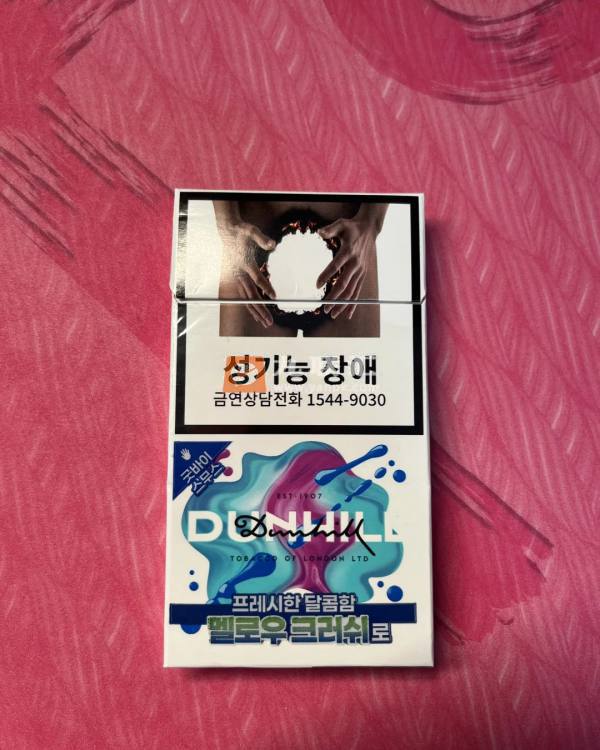 성기능 장애
금연상담전화 1544-9030
굿바이
스무스
EST·1907
DUNHILL
Dunhill
TOBACCO OF LONDON LTD
프레시한 달콤함
멜로우 크러쉬로